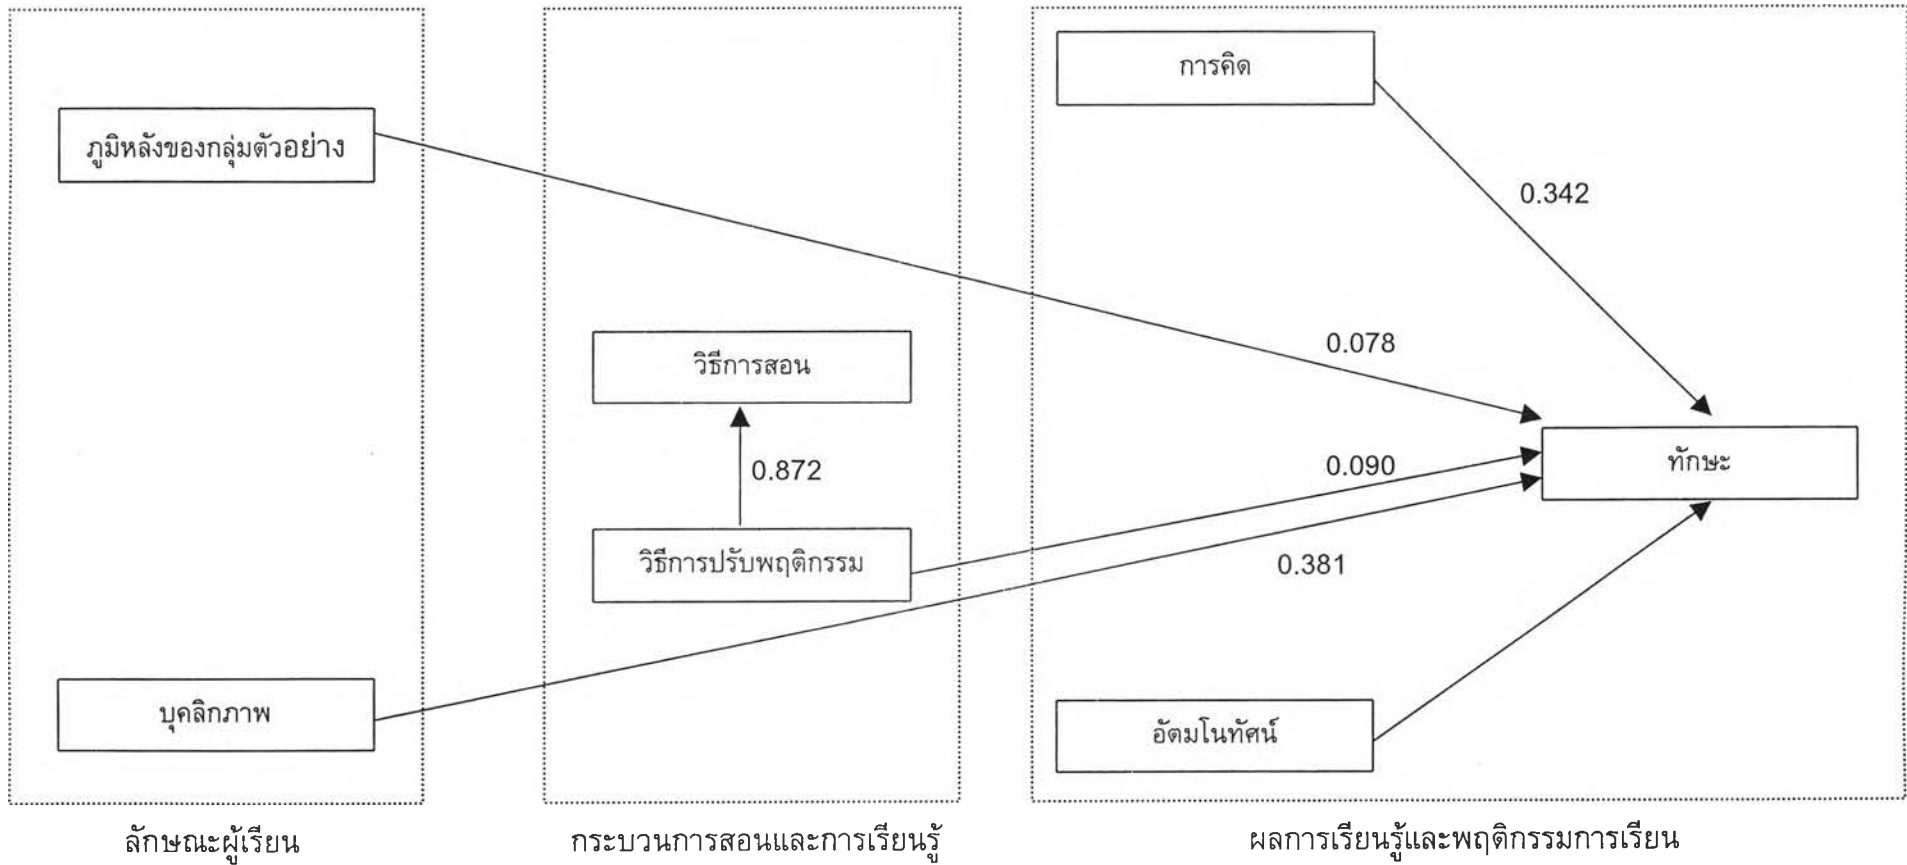 การคิด
ภูมิหลังของกลุ่มตัวอย่าง
0.342
0.078
วิธีการสอน
0.872
0.090
ทักษะ
วิธีการปรับพฤติกรรม
0.381
บุคลิกภาพ
อัตมโนทัศน์
ลักษณะผู้เรียน
กระบวนการสอนและการเรียนรู้
ผลการเรียนรู้และพฤติกรรมการเรียน